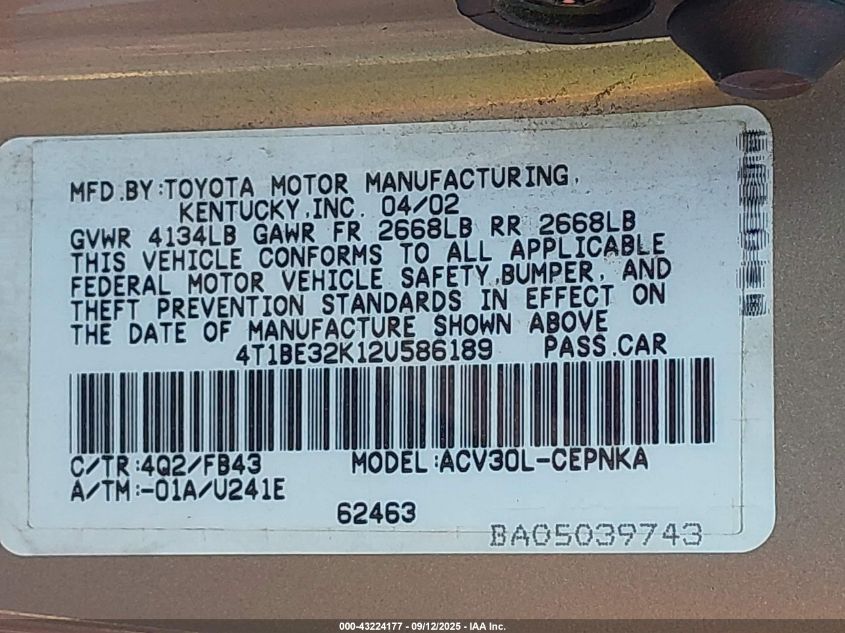 MFD.BY:TOYOTA MOTOR MANUFACTURING,
KENTUCKY,INC. 04/02
GVWR 4134LB GAWR FR 2668LB RR 2668LB
THIS VEHICLE CONFORMS TO ALL APPLICABLE
FEDERAL MOTOR VEHICLE SAFETY,BUMPER, AND
THEFT PREVENTION STANDARDS IN EFFECT ON
THE DATE OF MANUFACTURE SHOWN ABOVE
4T1BE32K12U586189 PASS.CAR
C/TR:4Q2/FB43 MODEL:ACV30L-CEPNKA
A/TM:-01A/U241E
62463
BA05039743
000-43224177 - 09/12/2025 - IAA Inc.